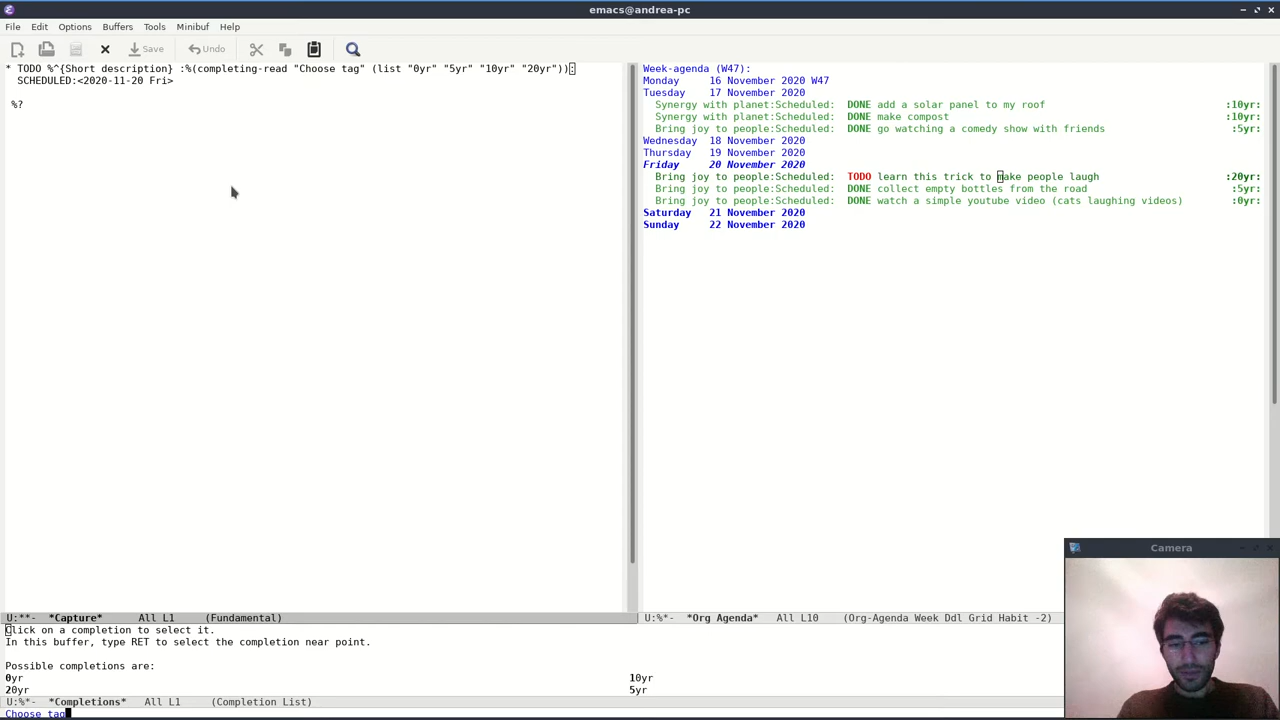 emacs@andrea-pc
File Edit Options Buffers Tools Minibuf Help
Save Undo
* TODO %^{Short description} :%(completing-read "Choose tag" (list "0yr" "5yr" "10yr" "20yr")):
SCHEDULED:<2020-11-20 Fri>
%?
U:**- *Capture* All L1 (Fundamental)
Week-agenda (W47):
Monday 16 November 2020 W47
Tuesday 17 November 2020
Synergy with planet:Scheduled: DONE add a solar panel to my roof :10yr:
Synergy with planet:Scheduled: DONE make compost :10yr:
Bring joy to people:Scheduled: DONE go watching a comedy show with friends :5yr:
Wednesday 18 November 2020
Thursday 19 November 2020
Friday 20 November 2020
Bring joy to people:Scheduled: TODO learn this trick to make people laugh :20yr:
Bring joy to people:Scheduled: DONE collect empty bottles from the road :5yr:
Bring joy to people:Scheduled: DONE watch a simple youtube video (cats laughing videos) :0yr:
Saturday 21 November 2020
Sunday 22 November 2020
U:%*- *Org Agenda* All L10 (Org-Agenda Week Ddl Grid Habit -2)
Camera
Click on a completion to select it.
In this buffer, type RET to select the completion near point.
Possible completions are:
0yr 10yr
20yr 5yr
U:%*- *Completions* All L1 (Completion List)
Choose tag